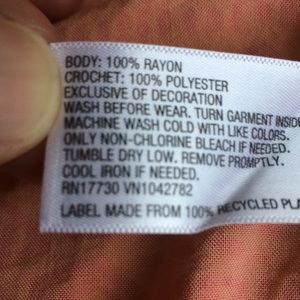 BODY: 100% RAYON
CROCHET: 100% POLYESTER
EXCLUSIVE OF DECORATION
WASH BEFORE WEAR. TURN GARMENT INSIDE
MACHINE WASH COLD WITH LIKE COLORS.
ONLY NON-CHLORINE BLEACH IF NEEDED.
TUMBLE DRY LOW. REMOVE PROMPTLY.
COOL IRON IF NEEDED.
RN17730 VN1042782
LABEL MADE FROM 100% RECYCLED PLA